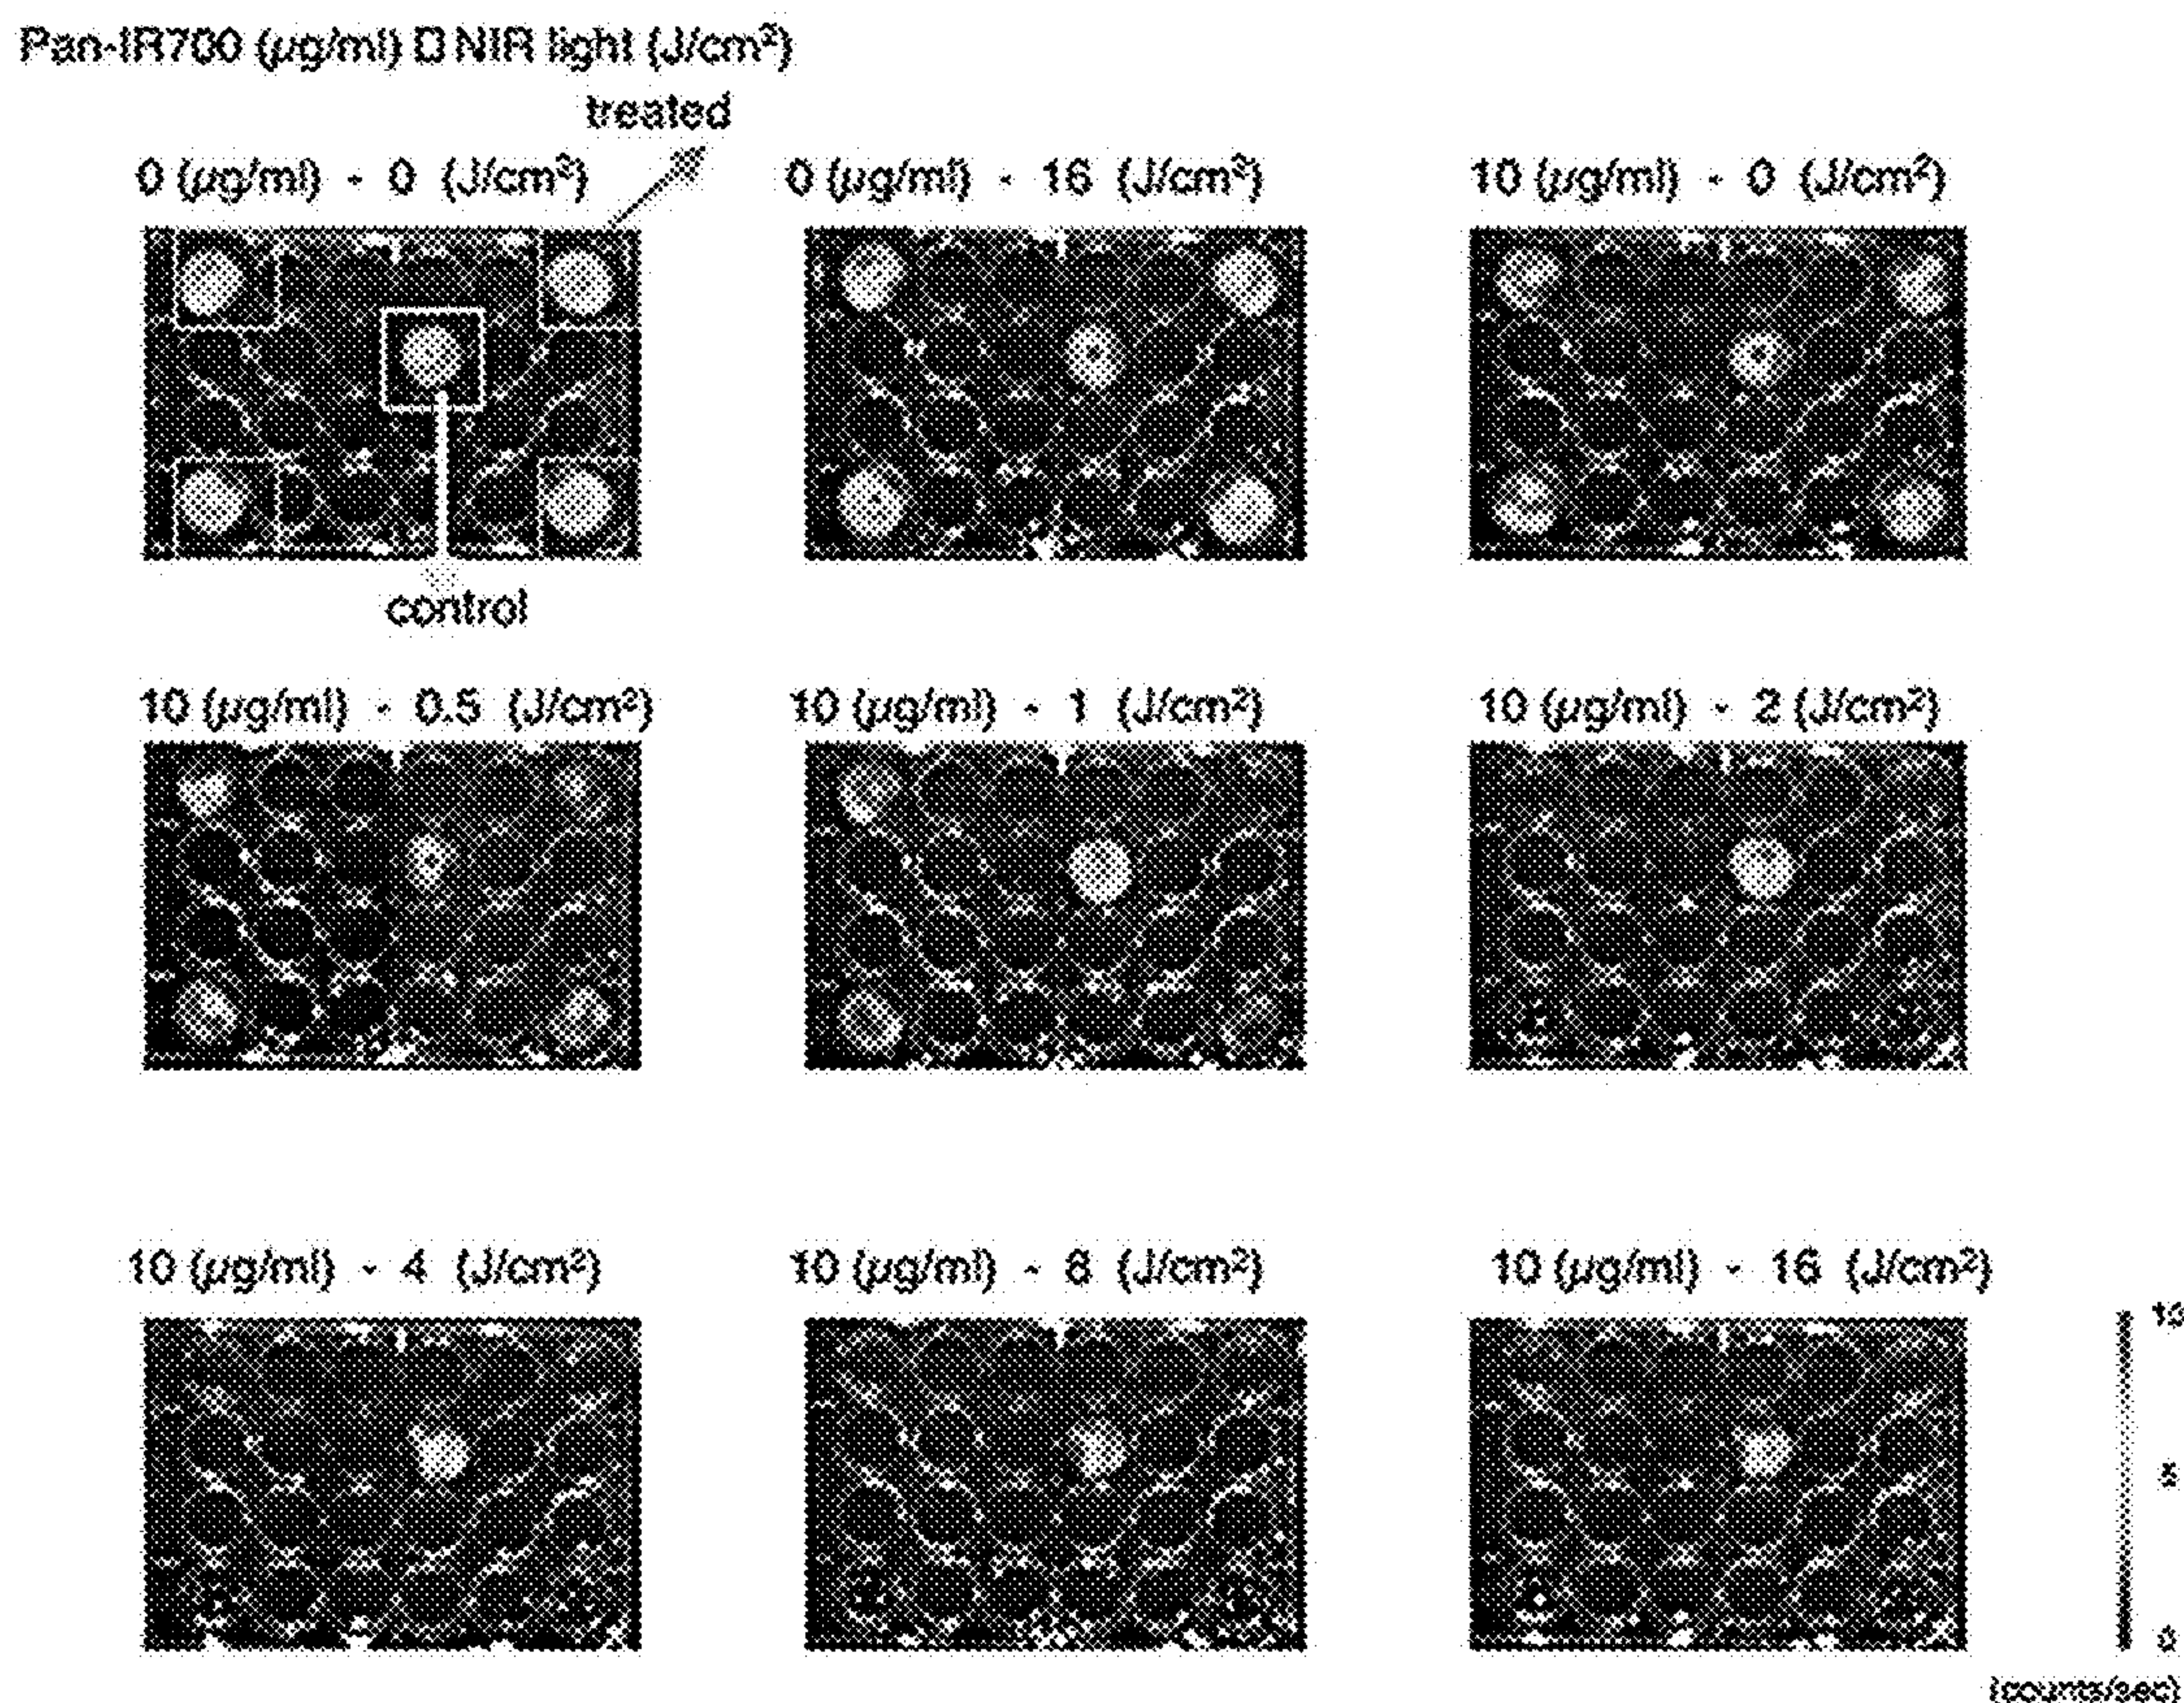 Pan-IR700 (µg/ml) □ NIR light (J/cm²)
treated
0 (µg/ml) - 0 (J/cm²)
0 (µg/ml) - 16 (J/cm²)
10 (µg/ml) - 0 (J/cm²)
control
10 (µg/ml) - 0.5 (J/cm²)
10 (µg/ml) - 1 (J/cm²)
10 (µg/ml) - 2 (J/cm²)
10 (µg/ml) - 4 (J/cm²)
10 (µg/ml) - 8 (J/cm²)
10 (µg/ml) - 16 (J/cm²)
0
(counts/sec)